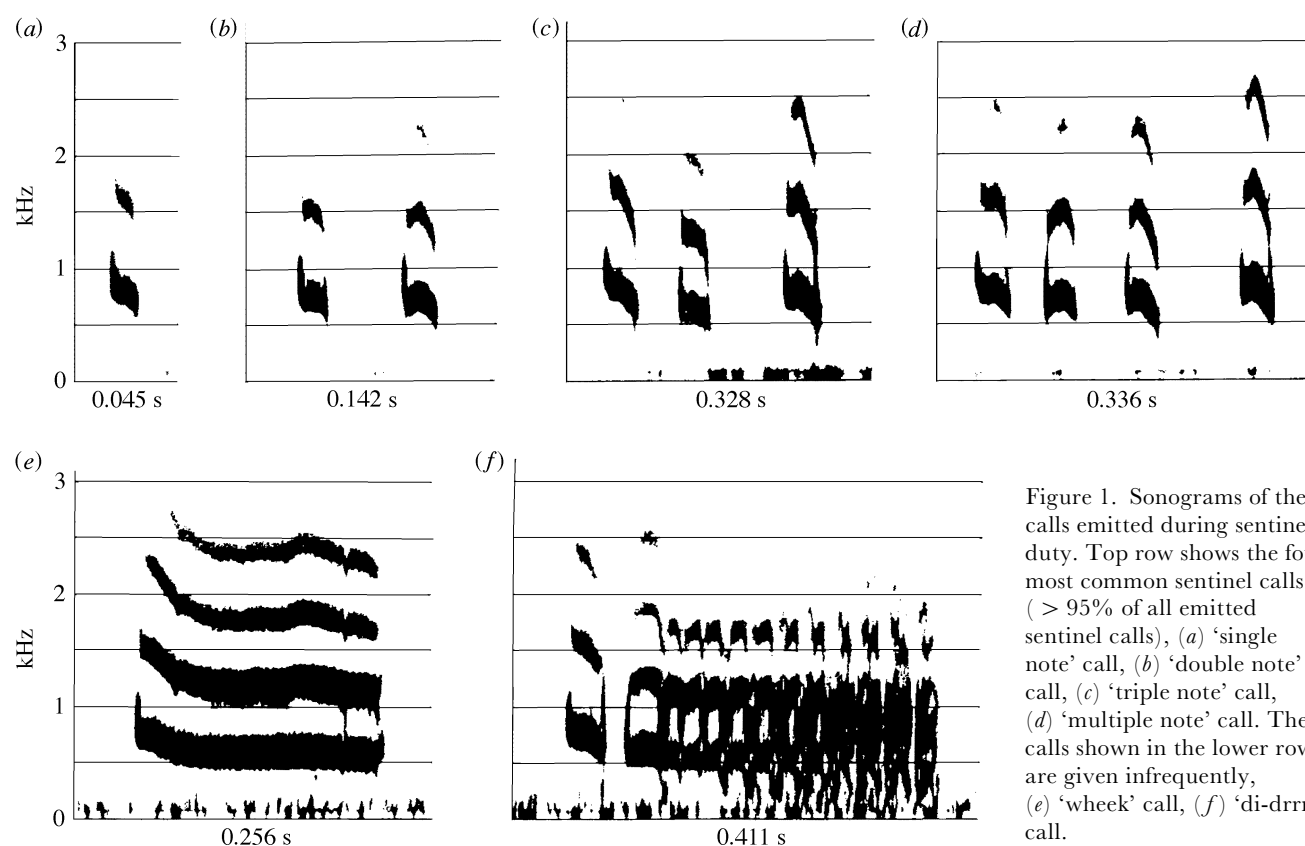 (a)
(b)
(c)
(d)
3
2
1
0
kHz
0.045 s
0.142 s
0.328 s
0.336 s
(e)
(f)
3
2
1
0
kHz
0.256 s
0.411 s
Figure 1. Sonograms of the
calls emitted during sentine
duty. Top row shows the fo
most common sentinel calls
( > 95% of all emitted
sentinel calls), (a) ‘single
note’ call, (b) ‘double note’
call, (c) ‘triple note’ call,
(d) ‘multiple note’ call. The
calls shown in the lower row
are given infrequently,
(e) ‘wheek’ call, (f) ‘di-drr
call.